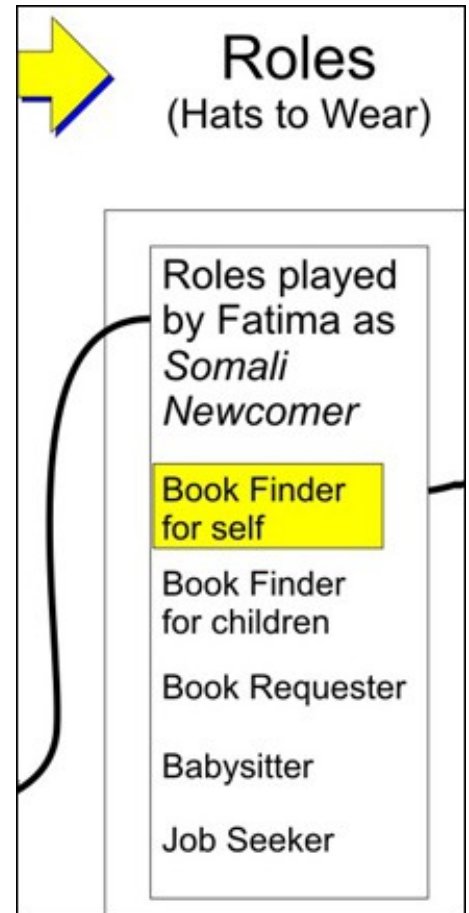 Roles
(Hats to Wear)
Roles played
by Fatima as
Somali
Newcomer
Book Finder
for self
Book Finder
for children
Book Requester
Babysitter
Job Seeker